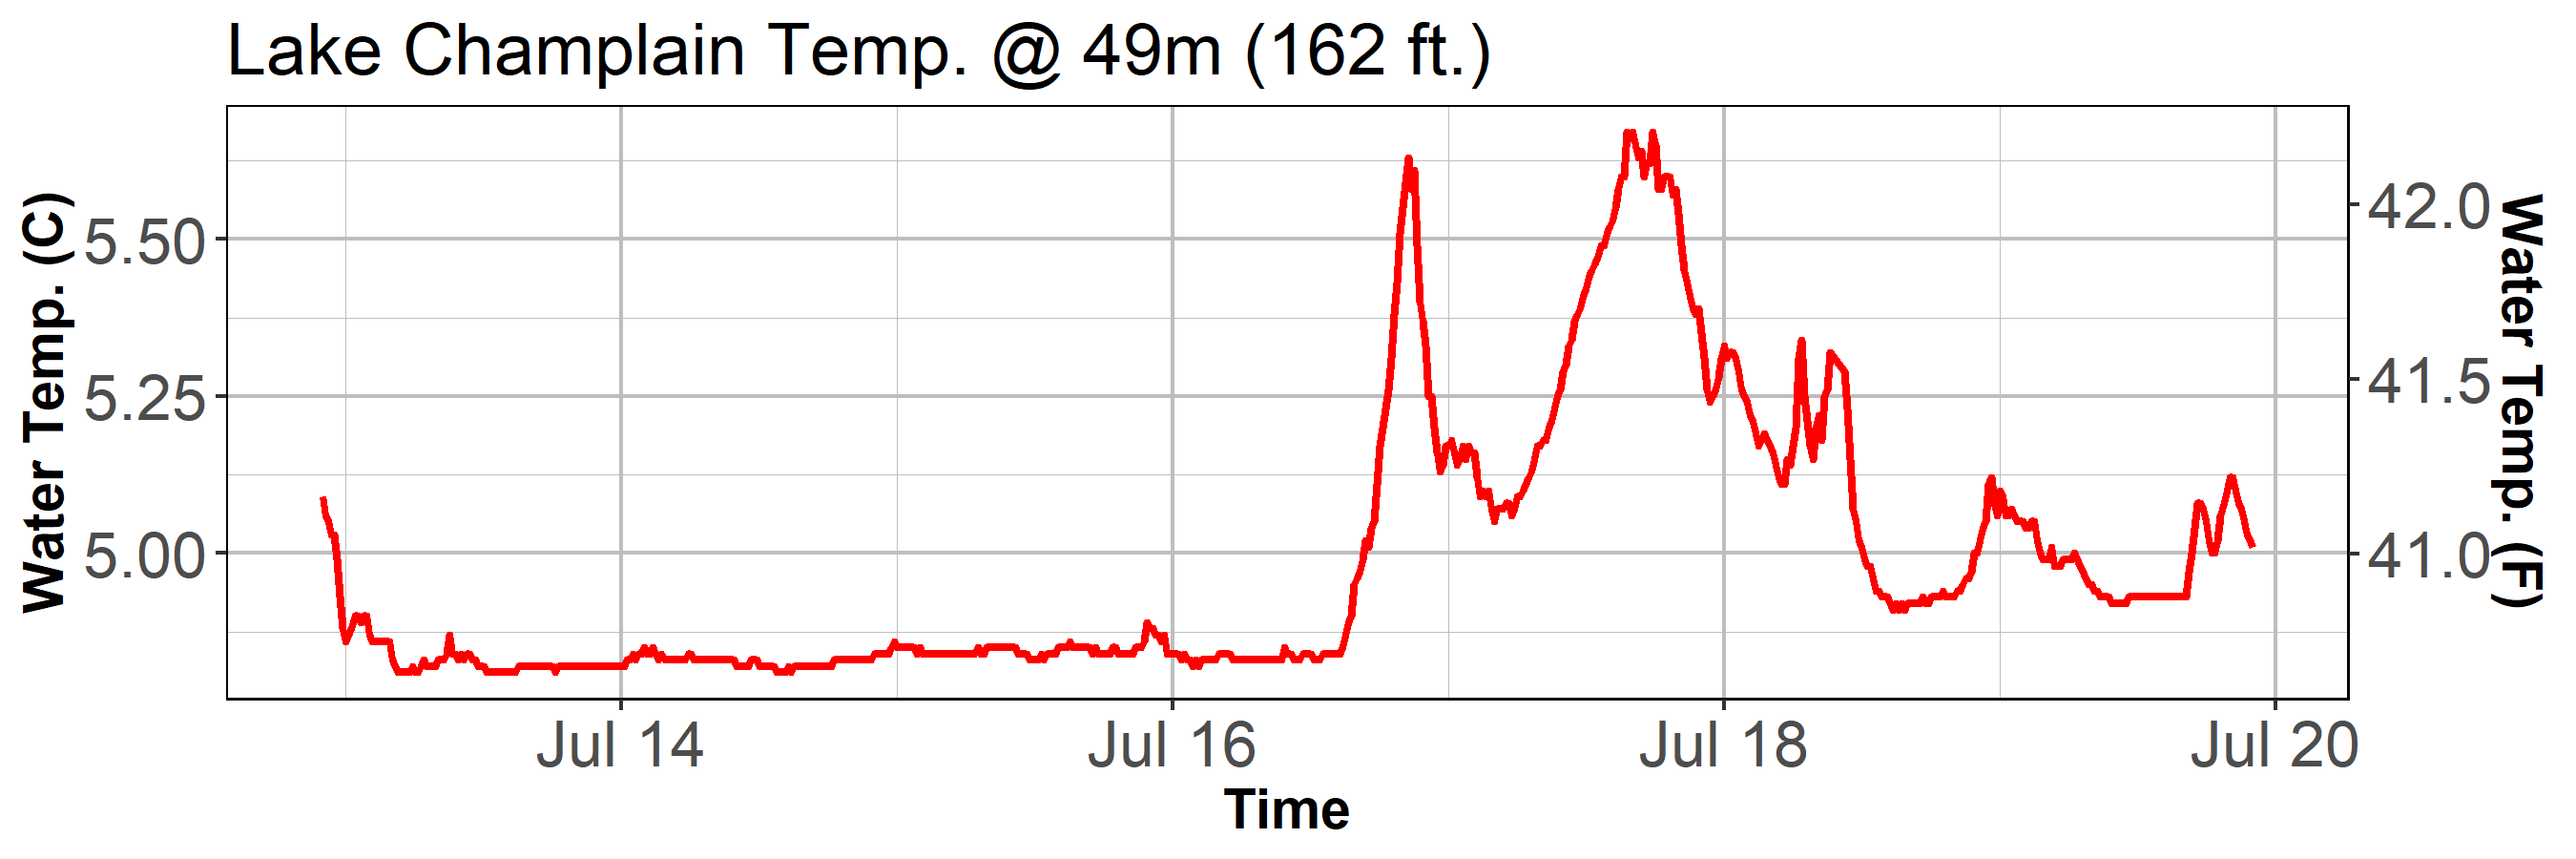 Lake Champlain Temp. @ 49m (162 ft.)
Water Temp. (C)
5.50
5.25
5.00
42.0
41.5
41.0
Water Temp. (F)
Jul 14 Jul 16 Jul 18 Jul 20
Time